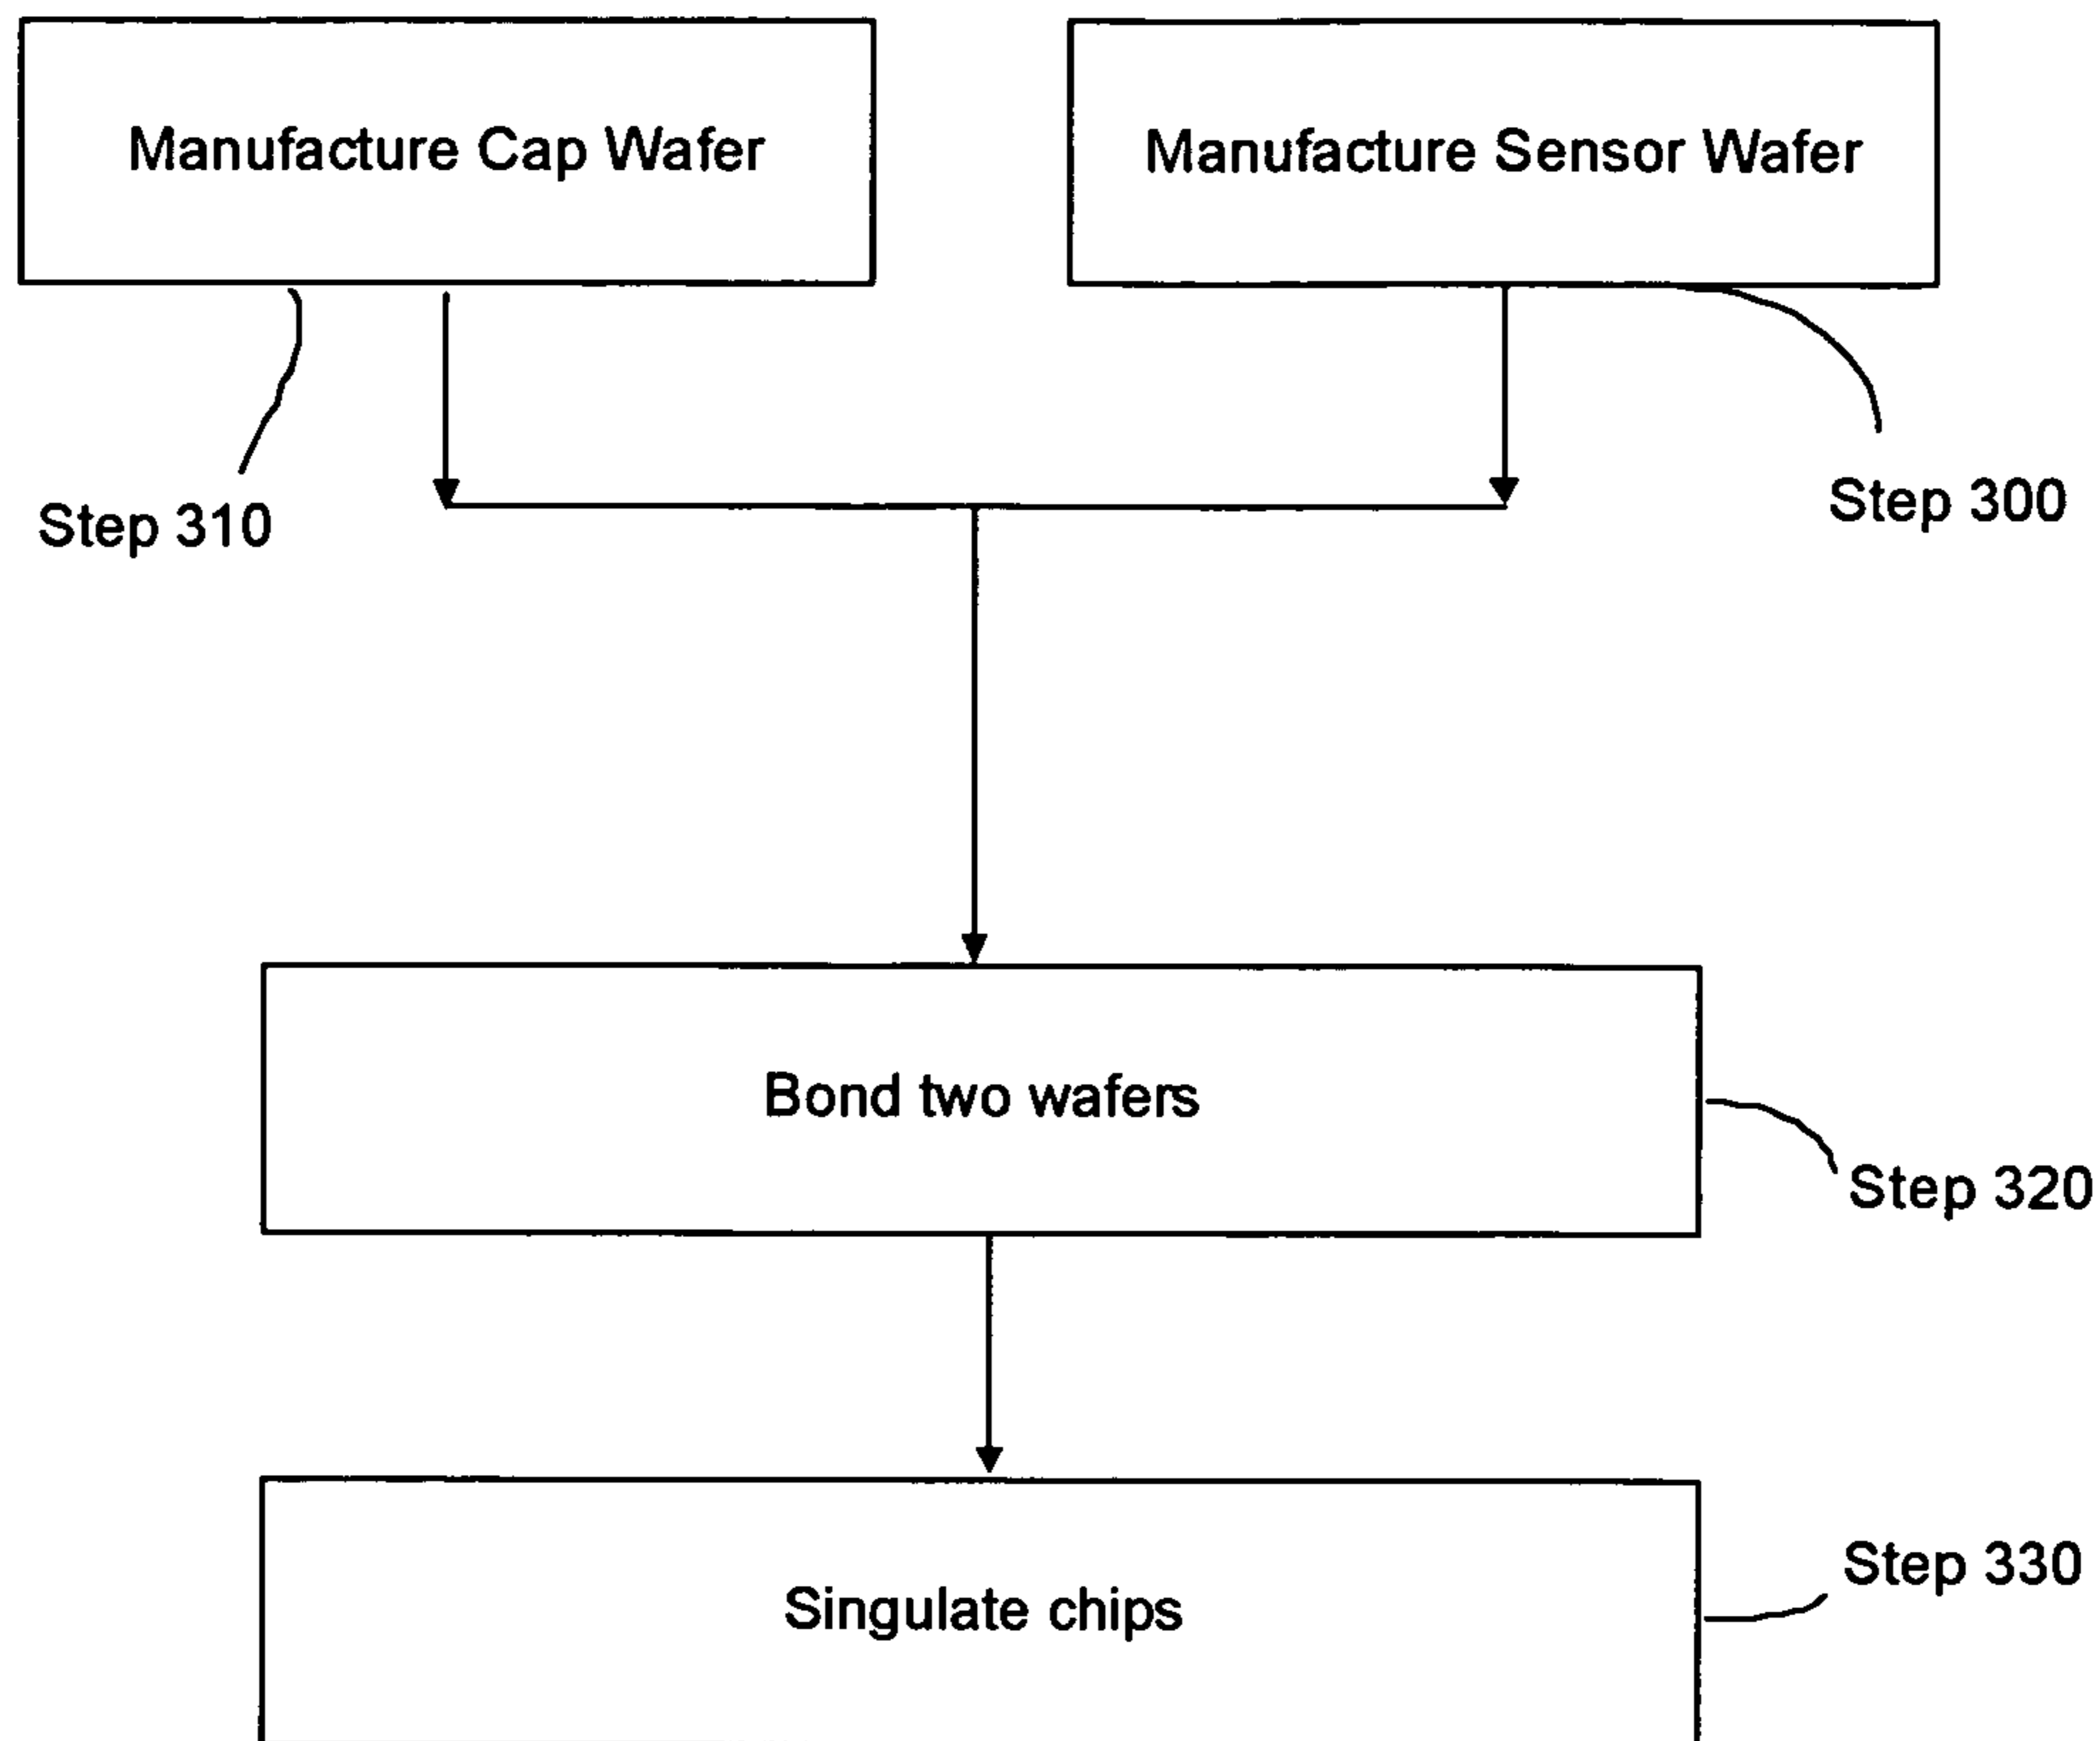 Manufacture Cap Wafer
Manufacture Sensor Wafer
Step 310
Step 300
Bond two wafers
Step 320
Step 330
Singulate chips